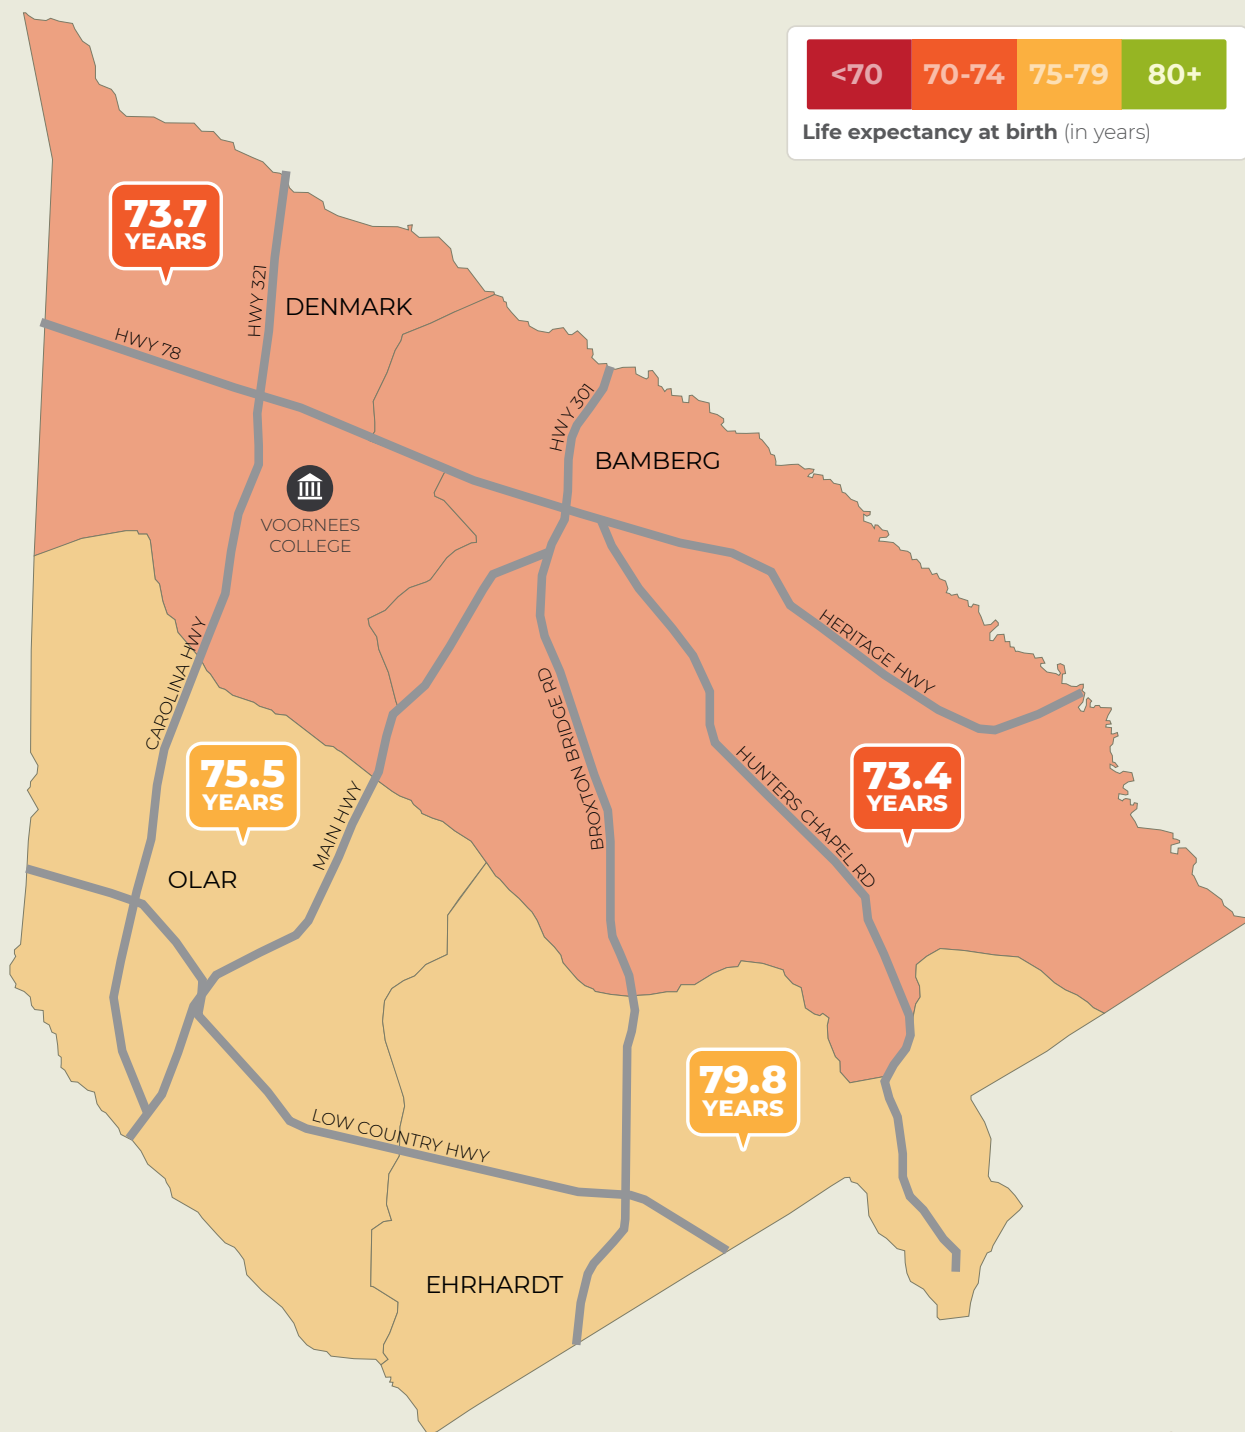 <70 70-74 75-79 80+
Life expectancy at birth (in years)
73.7
YEARS
HWY 321
DENMARK
HWY 78
HWY 301
BAMBERG
VOORNEES
COLLEGE
HERITAGE HWY
CAROLINA HWY
BROXTON BRIDGE RD
75.5
YEARS
MAIN HWY
HUNTERS CHAPEL RD
73.4
YEARS
OLAR
79.8
YEARS
LOW COUNTRY HWY
EHRHARDT